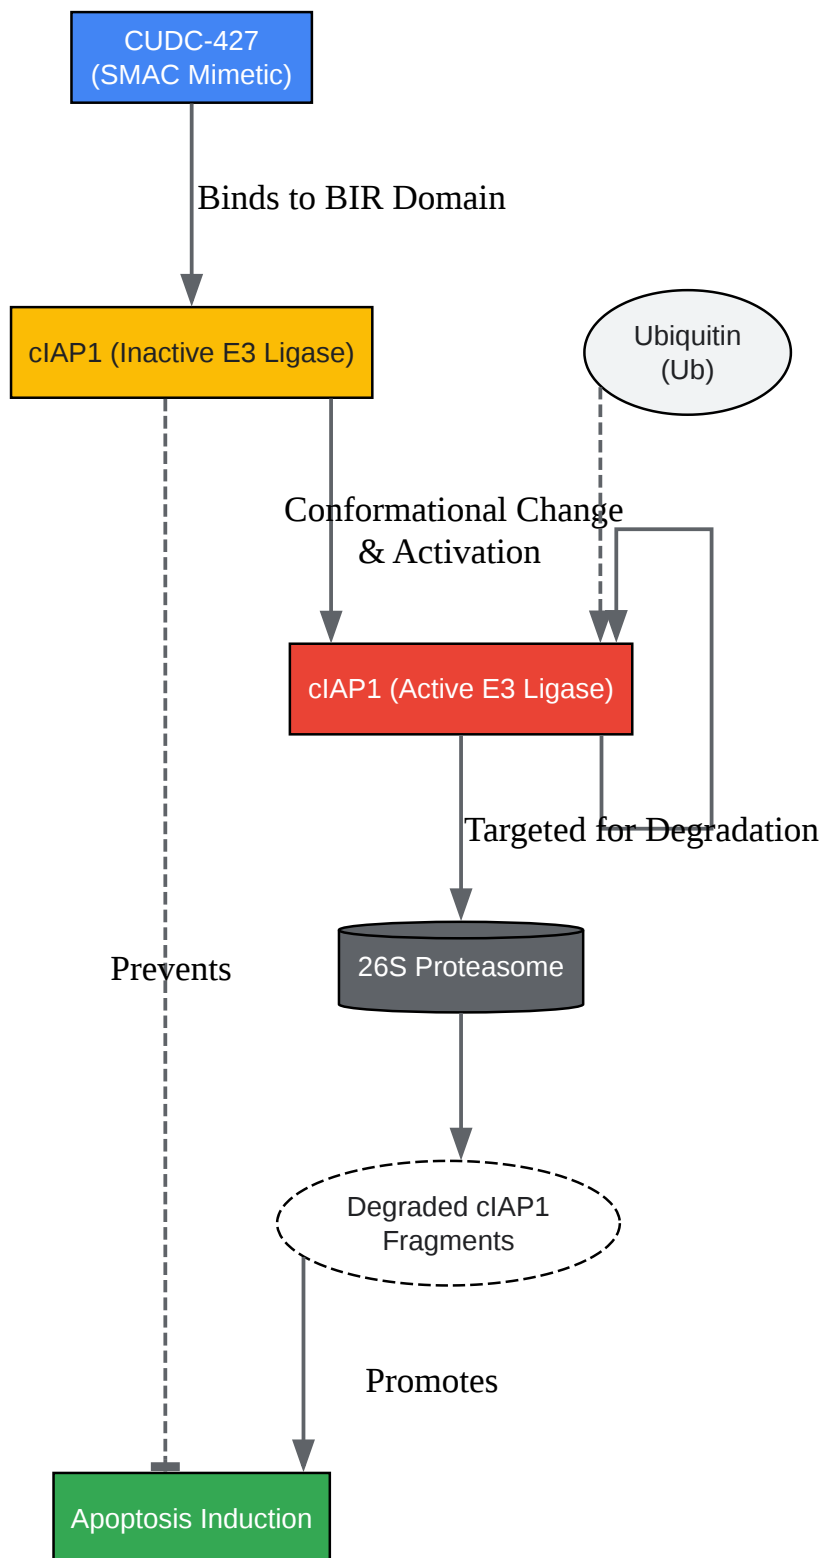 CUDC-427
(SMAC Mimetic)
Binds to BIR Domain
cIAP1 (Inactive E3 Ligase)
Ubiquitin
(Ub)
Conformational Change
& Activation
cIAP1 (Active E3 Ligase)
Targeted for Degradation
Prevents
26S Proteasome
Degraded cIAP1
Fragments
Promotes
Apoptosis Induction